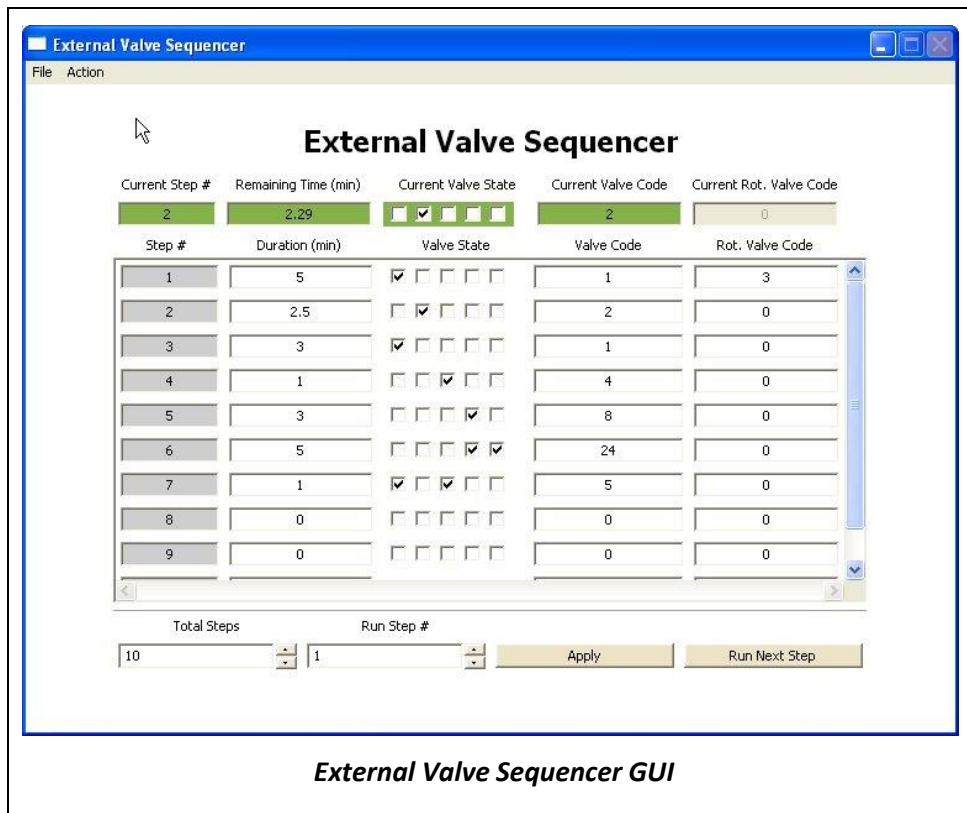 External Valve Sequencer
File Action
External Valve Sequencer
Current Step # Remaining Time (min) Current Valve State Current Valve Code Current Rot. Valve Code
2 2.29 2 0
Step # Duration (min) Valve State Valve Code Rot. Valve Code
1 5 1 3
2 2.5 2 0
3 3 1 0
4 1 4 0
5 3 8 0
6 5 24 0
7 1 5 0
8 0 0 0
9 0 0 0
Total Steps Run Step #
10 1 Apply Run Next Step
External Valve Sequencer GUI